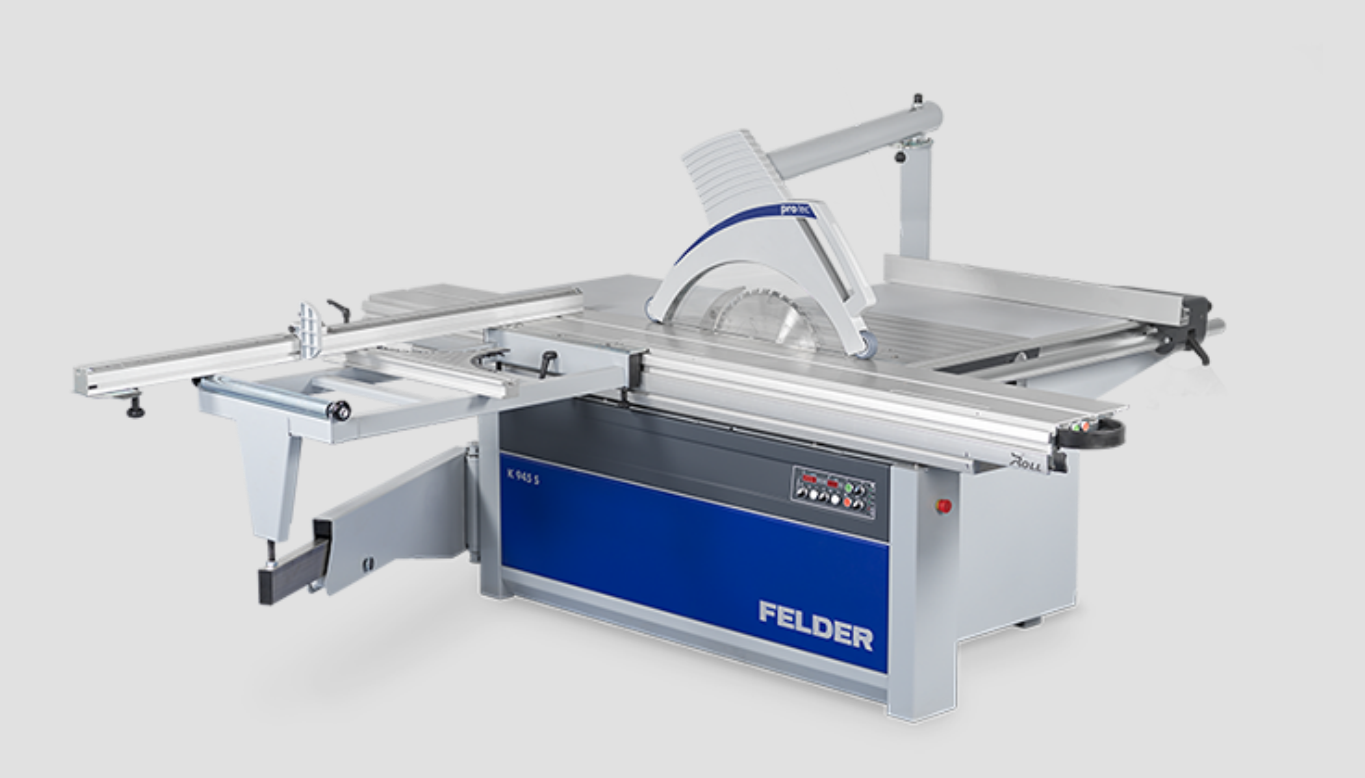 pro-tec
K 945 S
X-ROLL
FELDER